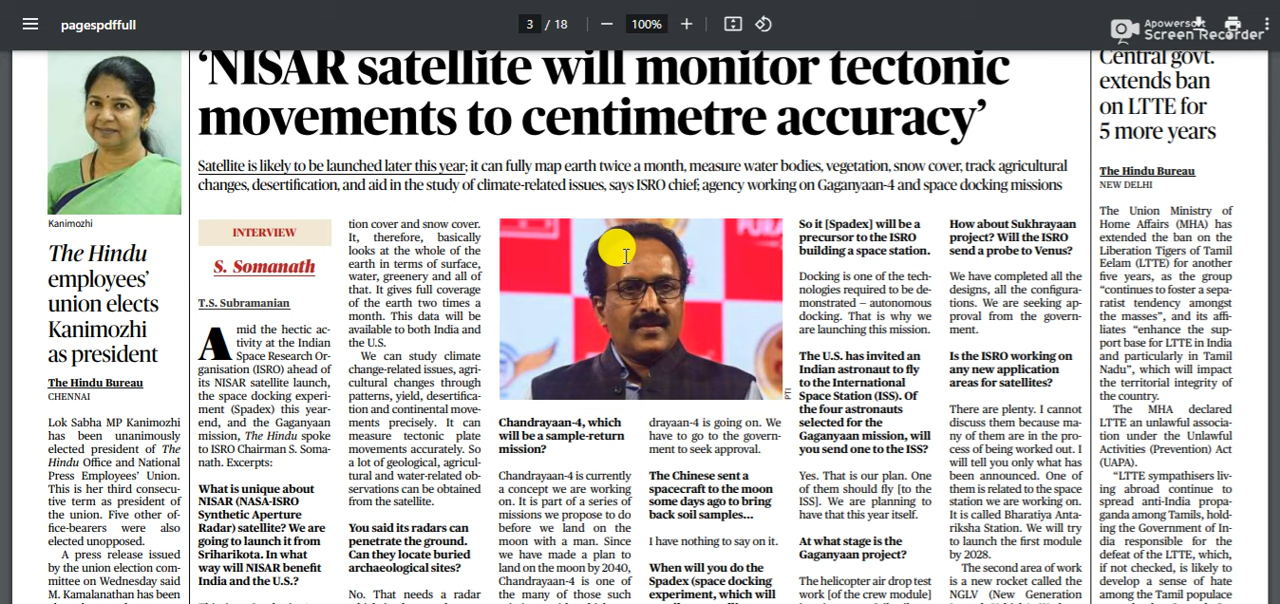 pagespdffull
3 / 18
100%
Apowersoft
Screen Recorder
Kanimozhi
The Hindu
employees’
union elects
Kanimozhi
as president
The Hindu Bureau
CHENNAI
Lok Sabha MP Kanimozhi
has been unanimously
elected president of The
Hindu Office and National
Press Employees’ Union.
This is her third consecu-
tive term as president of
the union. Five other of-
fice-bearers were also
elected unopposed.
A press release issued
by the union election com-
mittee on Wednesday said
M. Kamalanathan has been
‘NISAR satellite will monitor tectonic
movements to centimetre accuracy’
Satellite is likely to be launched later this year; it can fully map earth twice a month, measure water bodies, vegetation, snow cover, track agricultural
changes, desertification, and aid in the study of climate-related issues, says ISRO chief; agency working on Gaganyaan-4 and space docking missions
INTERVIEW
S. Somanath
T.S. Subramanian
Amid the hectic ac-
tivity at the Indian
Space Research Or-
ganisation (ISRO) ahead of
its NISAR satellite launch,
the space docking experi-
ment (Spadex) this year-
end, and the Gaganyaan
mission, The Hindu spoke
to ISRO Chairman S. Soma-
nath. Excerpts:
What is unique about
NISAR (NASA-ISRO
Synthetic Aperture
Radar) satellite? We are
going to launch it from
Sriharikota. In what
way will NISAR benefit
India and the U.S.?
tion cover and snow cover.
It, therefore, basically
looks at the whole of the
earth in terms of surface,
water, greenery and all of
that. It gives full coverage
of the earth two times a
month. This data will be
available to both India and
the U.S.
We can study climate
change-related issues, agri-
cultural changes through
patterns, yield, desertifica-
tion and continental move-
ments precisely. It can
measure tectonic plate
movements accurately. So
a lot of geological, agricul-
tural and water-related ob-
servations can be obtained
from the satellite.
You said its radars can
penetrate the ground.
Can they locate buried
archaeological sites?
No. That needs a radar
PTI
Chandrayaan-4, which
will be a sample-return
mission?
Chandrayaan-4 is currently
a concept we are working
on. It is part of a series of
missions we propose to do
before we land on the
moon with a man. Since
we have made a plan to
land on the moon by 2040,
Chandrayaan-4 is one of
the many of those such
drayaan-4 is going on. We
have to go to the govern-
ment to seek approval.
The Chinese sent a
spacecraft to the moon
some days ago to bring
back soil samples...
I have nothing to say on it.
When will you do the
Spadex (space docking
experiment, which will
So it [Spadex] will be a
precursor to the ISRO
building a space station.
Docking is one of the tech-
nologies required to be de-
monstrated – autonomous
docking. That is why we
are launching this mission.
The U.S. has invited an
Indian astronaut to fly
to the International
Space Station (ISS). Of
the four astronauts
selected for the
Gaganyaan mission, will
you send one to the ISS?
Yes. That is our plan. One
of them should fly [to the
ISS]. We are planning to
have that this year itself.
At what stage is the
Gaganyaan project?
The helicopter air drop test
work [of the crew module]
How about Sukhrayaan
project? Will the ISRO
send a probe to Venus?
We have completed all the
designs, all the configura-
tions. We are seeking ap-
proval from the govern-
ment.
Is the ISRO working on
any new application
areas for satellites?
There are plenty. I cannot
discuss them because ma-
ny of them are in the pro-
cess of being worked out. I
will tell you only what has
been announced. One of
them is related to the space
station we are working on.
It is called Bharatiya Anta-
riksha Station. We will try
to launch the first module
by 2028.
The second area of work
is a new rocket called the
NGLV (New Generation
Central govt.
extends ban
on LTTE for
5 more years
The Hindu Bureau
NEW DELHI
The Union Ministry of
Home Affairs (MHA) has
extended the ban on the
Liberation Tigers of Tamil
Eelam (LTTE) for another
five years, as the group
“continues to foster a sepa-
ratist tendency amongst
the masses”, and its affi-
liates “enhance the sup-
port base for LTTE in India
and particularly in Tamil
Nadu”, which will impact
the territorial integrity of
the country.
The MHA declared
LTTE an unlawful associa-
tion under the Unlawful
Activities (Prevention) Act
(UAPA).
“LTTE sympathisers liv-
ing abroad continue to
spread anti-India propa-
ganda among Tamils, hold-
ing the Government of In-
dia responsible for the
defeat of the LTTE, which,
if not checked, is likely to
develop a sense of hate
among the Tamil populace